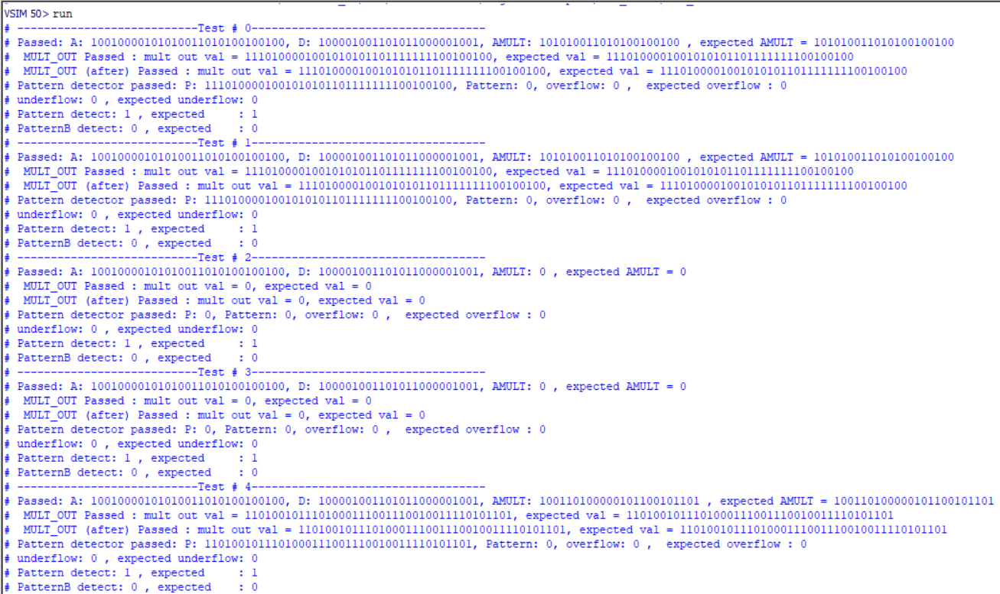 VSIM 50> run
# ---------------------------Test # 0-----------------------------------
# Passed: A: 100100001010100110101001001​00, D: 1000010011010110000010​01, AMULT: 101010011010100100100 , expected AMULT = 101010011010100100100
#  MULT_OUT Passed : mult out val = 1110100001001010101101111111100100100, expected val = 1110100001001010101101111111100100100
#  MULT_OUT (after) Passed : mult out val = 1110100001001010101101111111100100100, expected val = 1110100001001010101101111111100100100
# Pattern detector passed: P: 1110100001001010101101111111100100100, Pattern: 0, overflow: 0 ,  expected overflow : 0
# underflow: 0 , expected underflow: 0
# Pattern detect: 1 , expected     : 1
# PatternB detect: 0 , expected    : 0
# ---------------------------Test # 1-----------------------------------
# Passed: A: 10010000101010011010100100100, D: 100001001101011000001001, AMULT: 101010011010100100100 , expected AMULT = 101010011010100100100
#  MULT_OUT Passed : mult out val = 1110100001001010101101111111100100100, expected val = 1110100001001010101101111111100100100
#  MULT_OUT (after) Passed : mult out val = 1110100001001010101101111111100100100, expected val = 1110100001001010101101111111100100100
# Pattern detector passed: P: 1110100001001010101101111111100100100, Pattern: 0, overflow: 0 ,  expected overflow : 0
# underflow: 0 , expected underflow: 0
# Pattern detect: 1 , expected     : 1
# PatternB detect: 0 , expected    : 0
# ---------------------------Test # 2-----------------------------------
# Passed: A: 10010000101010011010100100100, D: 100001001101011000001001, AMULT: 0 , expected AMULT = 0
#  MULT_OUT Passed : mult out val = 0, expected val = 0
#  MULT_OUT (after) Passed : mult out val = 0, expected val = 0
# Pattern detector passed: P: 0, Pattern: 0, overflow: 0 ,  expected overflow : 0
# underflow: 0 , expected underflow: 0
# Pattern detect: 1 , expected     : 1
# PatternB detect: 0 , expected    : 0
# ---------------------------Test # 3-----------------------------------
# Passed: A: 10010000101010011010100100100, D: 100001001101011000001001, AMULT: 0 , expected AMULT = 0
#  MULT_OUT Passed : mult out val = 0, expected val = 0
#  MULT_OUT (after) Passed : mult out val = 0, expected val = 0
# Pattern detector passed: P: 0, Pattern: 0, overflow: 0 ,  expected overflow : 0
# underflow: 0 , expected underflow: 0
# Pattern detect: 1 , expected     : 1
# PatternB detect: 0 , expected    : 0
# ---------------------------Test # 4-----------------------------------
# Passed: A: 10010000101010011010100100100, D: 100001001101011000001001, AMULT: 100110100000101100101101 , expected AMULT = 100110100000101100101101
#  MULT_OUT Passed : mult out val = 1101001011101000111001110010011110101101, expected val = 1101001011101000111001110010011110101101
#  MULT_OUT (after) Passed : mult out val = 1101001011101000111001110010011110101101, expected val = 1101001011101000111001110010011110101101
# Pattern detector passed: P: 1101001011101000111001110010011110101101, Pattern: 0, overflow: 0 ,  expected overflow : 0
# underflow: 0 , expected underflow: 0
# Pattern detect: 1 , expected     : 1
# PatternB detect: 0 , expected    : 0